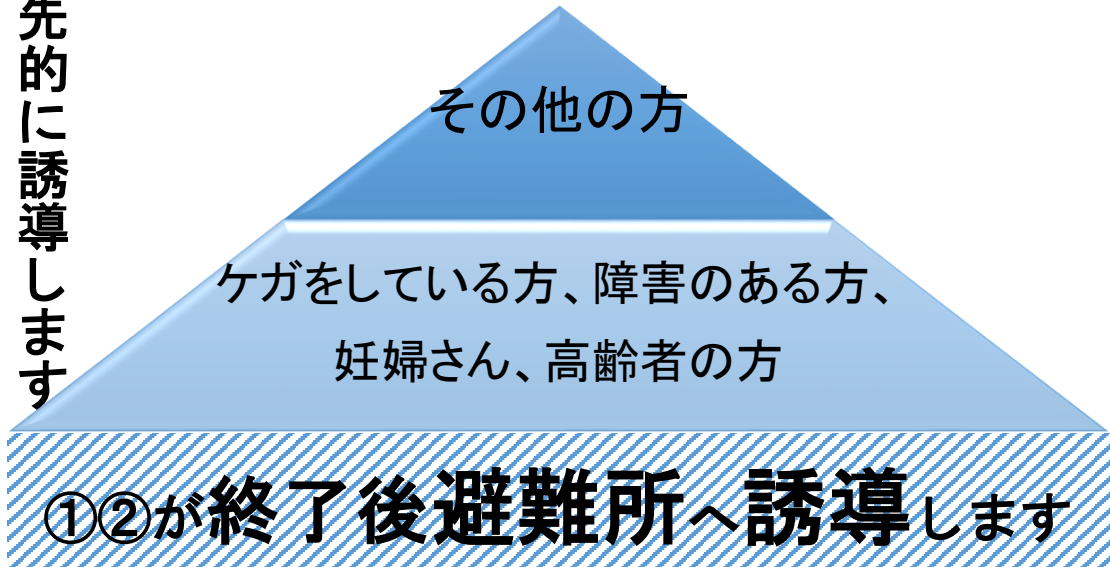 先的に誘導します
その他の方
ケガをしている方、障害のある方、
妊婦さん、高齢者の方
①②が終了後避難所へ誘導します